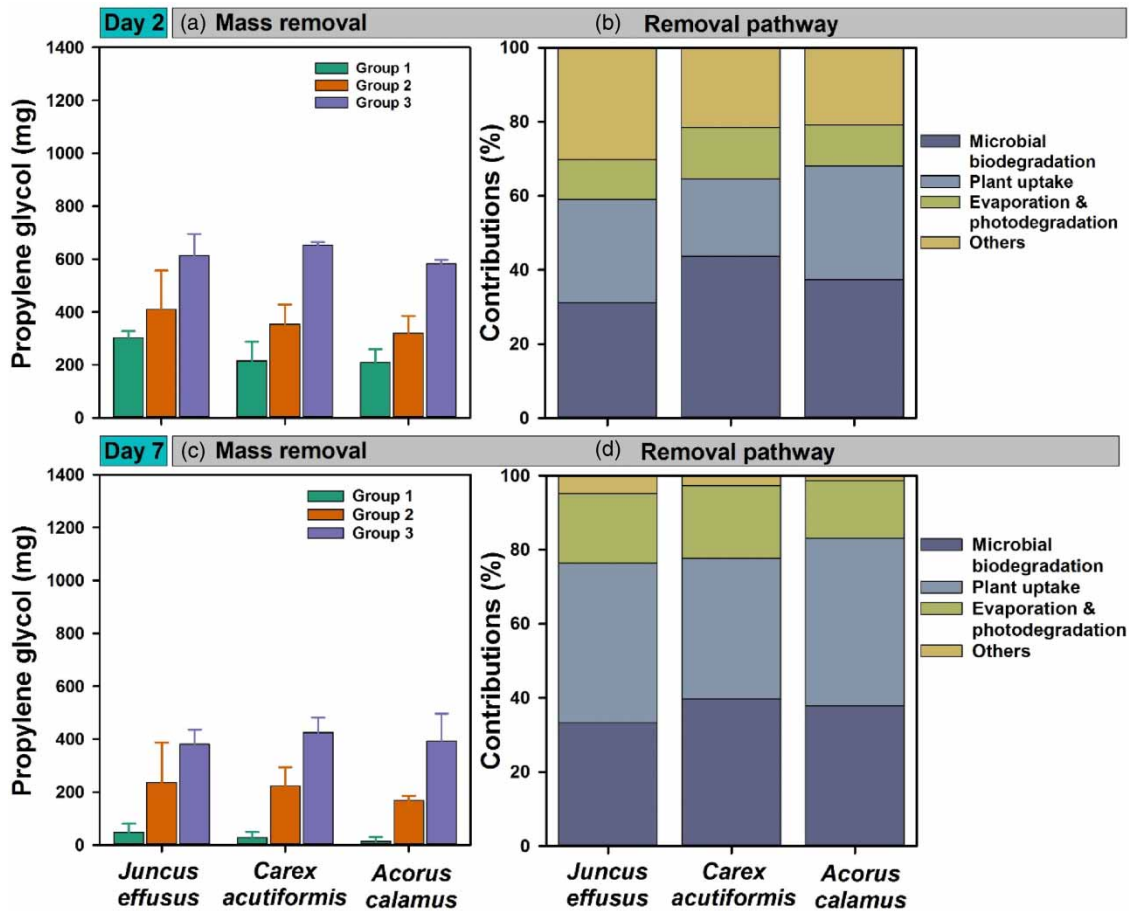 Day 2
(a) Mass removal
(b) Removal pathway
Propylene glycol (mg)
1400
1200
1000
800
600
400
200
0
Group 1
Group 2
Group 3
Contributions (%)
100
80
60
40
20
0
Microbial
biodegradation
Plant uptake
Evaporation &
photodegradation
Others
Day 7
(c) Mass removal
(d) Removal pathway
Propylene glycol (mg)
1400
1200
1000
800
600
400
200
0
Group 1
Group 2
Group 3
Juncus
effusus
Carex
acutiformis
Acorus
calamus
Contributions (%)
100
80
60
40
20
0
Microbial
biodegradation
Plant uptake
Evaporation &
photodegradation
Others
Juncus
effusus
Carex
acutiformis
Acorus
calamus